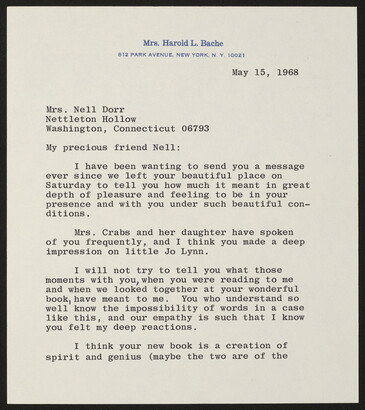 Mrs. Harold L. Bache
812 PARK AVENUE, NEW YORK, N. Y. 10021
May 15, 1968
Mrs. Nell Dorr
Nettleton Hollow
Washington, Connecticut 06793
My precious friend Nell:
I have been wanting to send you a message
ever since we left your beautiful place on
Saturday to tell you how much it meant in great
depth of pleasure and feeling to be in your
presence and with you under such beautiful con-
ditions.
Mrs. Crabs and her daughter have spoken
of you frequently, and I think you made a deep
impression on little Jo Lynn.
I will not try to tell you what those
moments with you, when you were reading to me
and when we looked together at your wonderful
book, have meant to me. You who understand so
well know the impossibility of words in a case
like this, and our empathy is such that I know
you felt my deep reactions.
I think your new book is a creation of
spirit and genius (maybe the two are of the